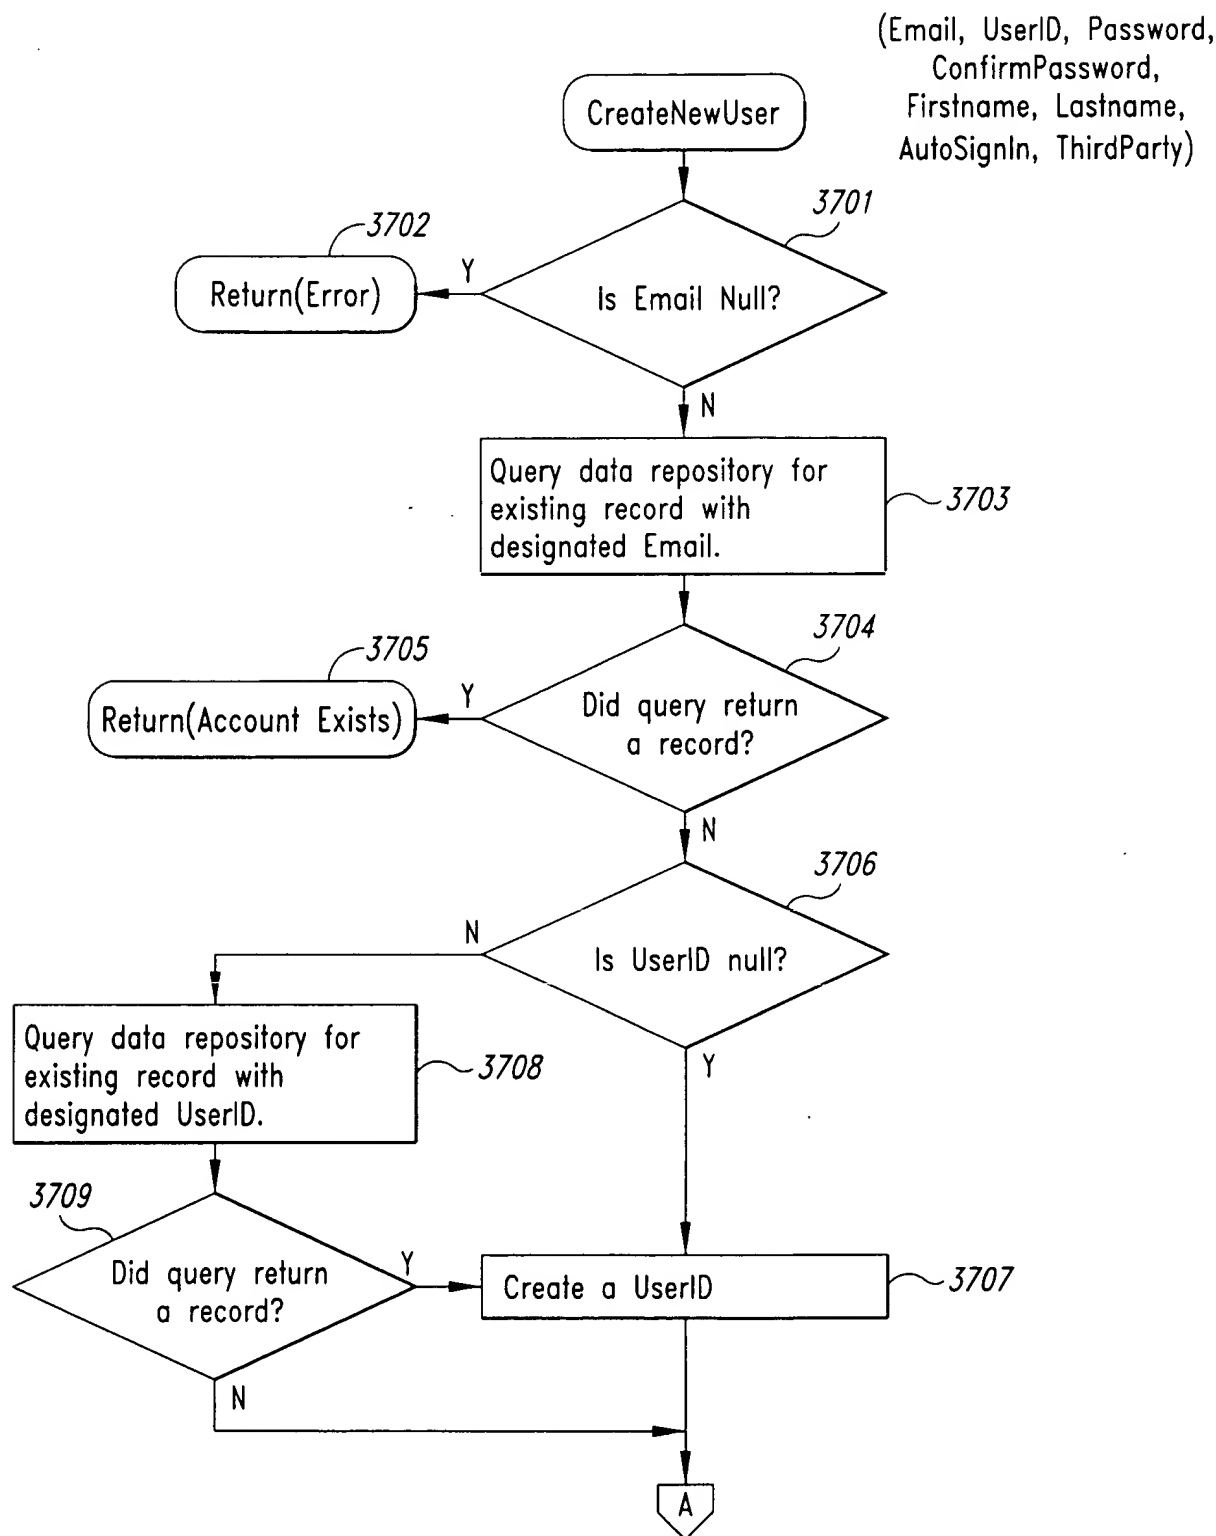 (Email, UserID, Password,
ConfirmPassword,
Firstname, Lastname,
AutoSignIn, ThirdParty)
CreateNewUser
3701
3702
Y
Return(Error)
Is Email Null?
N
Query data repository for
existing record with
designated Email.
3703
3704
3705
Y
Return(Account Exists)
Did query return
a record?
N
3706
N
Is UserID null?
Query data repository for
existing record with
designated UserID.
3708
Y
3709
Did query return
a record?
Y
Create a UserID
3707
N
A